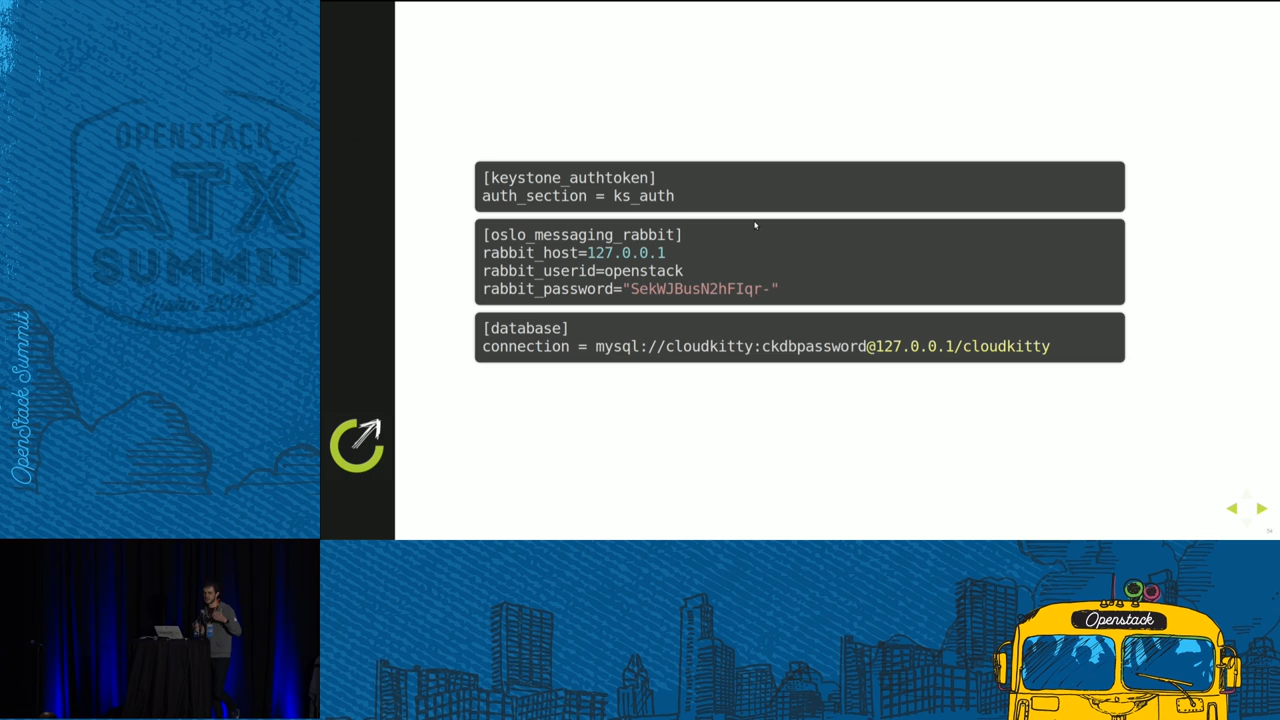 OPENSTACK
ATX
SUMMIT
Austin 2016
OpenStack Summit
[keystone_authtoken]
auth_section = ks_auth
[oslo_messaging_rabbit]
rabbit_host=127.0.0.1
rabbit_userid=openstack
rabbit_password="SekWJBusN2hFIqr-"
[database]
connection = mysql://cloudkitty:ckdbpassword@127.0.0.1/cloudkitty
Openstack